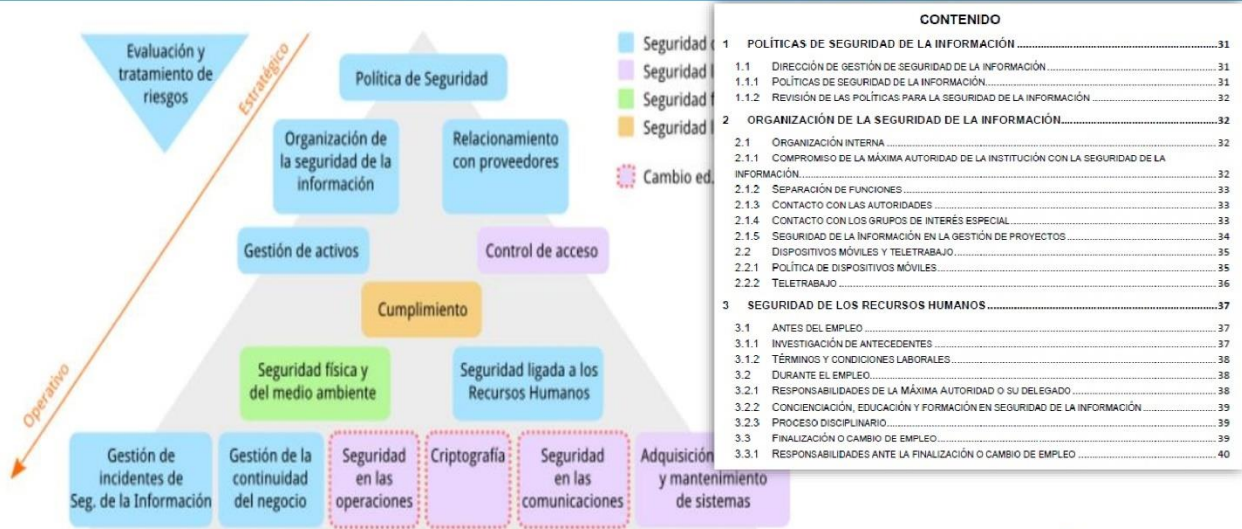 Evaluación y
tratamiento de
riesgos
Estratégico
Operativo
Política de Seguridad
Organización de
la seguridad de la
información
Relacionamiento
con proveedores
Gestión de activos
Control de acceso
Cumplimiento
Seguridad física y
del medio ambiente
Seguridad ligada a los
Recursos Humanos
Gestión de
incidentes de
Seg. de la Información
Gestión de la
continuidad
del negocio
Seguridad
en las
operaciones
Criptografía
Seguridad
en las
comunicaciones
Adquisición
y mantenimiento
de sistemas
Seguridad
Seguridad
Seguridad
Seguridad
Cambio ed.
CONTENIDO
1 POLÍTICAS DE SEGURIDAD DE LA INFORMACIÓN 31
1.1 DIRECCIÓN DE GESTIÓN DE SEGURIDAD DE LA INFORMACIÓN 31
1.1.1 POLÍTICAS DE SEGURIDAD DE LA INFORMACIÓN 31
1.1.2 REVISIÓN DE LAS POLÍTICAS PARA LA SEGURIDAD DE LA INFORMACIÓN 32
2 ORGANIZACIÓN DE LA SEGURIDAD DE LA INFORMACIÓN 32
2.1 ORGANIZACIÓN INTERNA 32
2.1.1 COMPROMISO DE LA MÁXIMA AUTORIDAD DE LA INSTITUCIÓN CON LA SEGURIDAD DE LA
INFORMACIÓN 32
2.1.2 SEPARACIÓN DE FUNCIONES 33
2.1.3 CONTACTO CON LAS AUTORIDADES 33
2.1.4 CONTACTO CON LOS GRUPOS DE INTERÉS ESPECIAL 33
2.1.5 SEGURIDAD DE LA INFORMACIÓN EN LA GESTIÓN DE PROYECTOS 34
2.2 DISPOSITIVOS MÓVILES Y TELETRABAJO 35
2.2.1 POLÍTICA DE DISPOSITIVOS MÓVILES 35
2.2.2 TELETRABAJO 36
3 SEGURIDAD DE LOS RECURSOS HUMANOS 37
3.1 ANTES DEL EMPLEO 37
3.1.1 INVESTIGACIÓN DE ANTECEDENTES 37
3.1.2 TÉRMINOS Y CONDICIONES LABORALES 38
3.2 DURANTE EL EMPLEO 38
3.2.1 RESPONSABILIDADES DE LA MÁXIMA AUTORIDAD O SU DELEGADO 38
3.2.2 CONCIENCIACIÓN, EDUCACIÓN Y FORMACIÓN EN SEGURIDAD DE LA INFORMACIÓN 39
3.2.3 PROCESO DISCIPLINARIO 39
3.3 FINALIZACIÓN O CAMBIO DE EMPLEO 39
3.3.1 RESPONSABILIDADES ANTE LA FINALIZACIÓN O CAMBIO DE EMPLEO 40